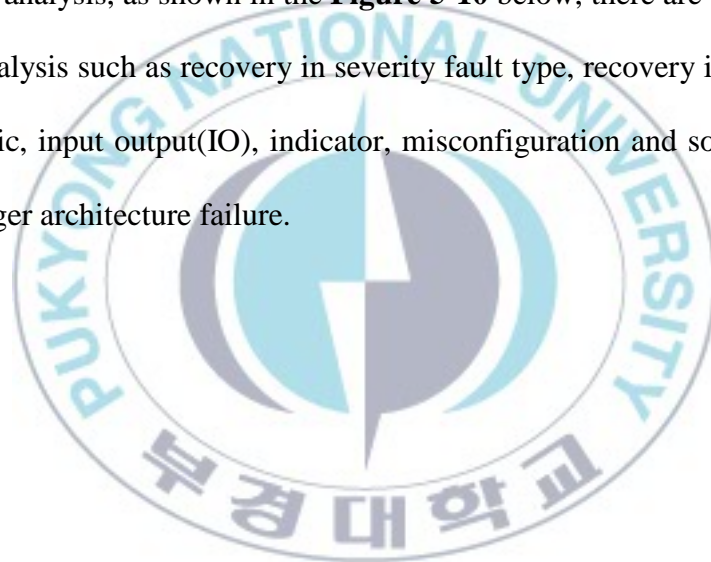 analysis, as shown in the Figure 3-10 below, there are
alysis such as recovery in severity fault type, recovery i
ic, input output(IO), indicator, misconfiguration and so
ger architecture failure.
PUKYONG NATIONAL UNIVERSITY
부경대학교